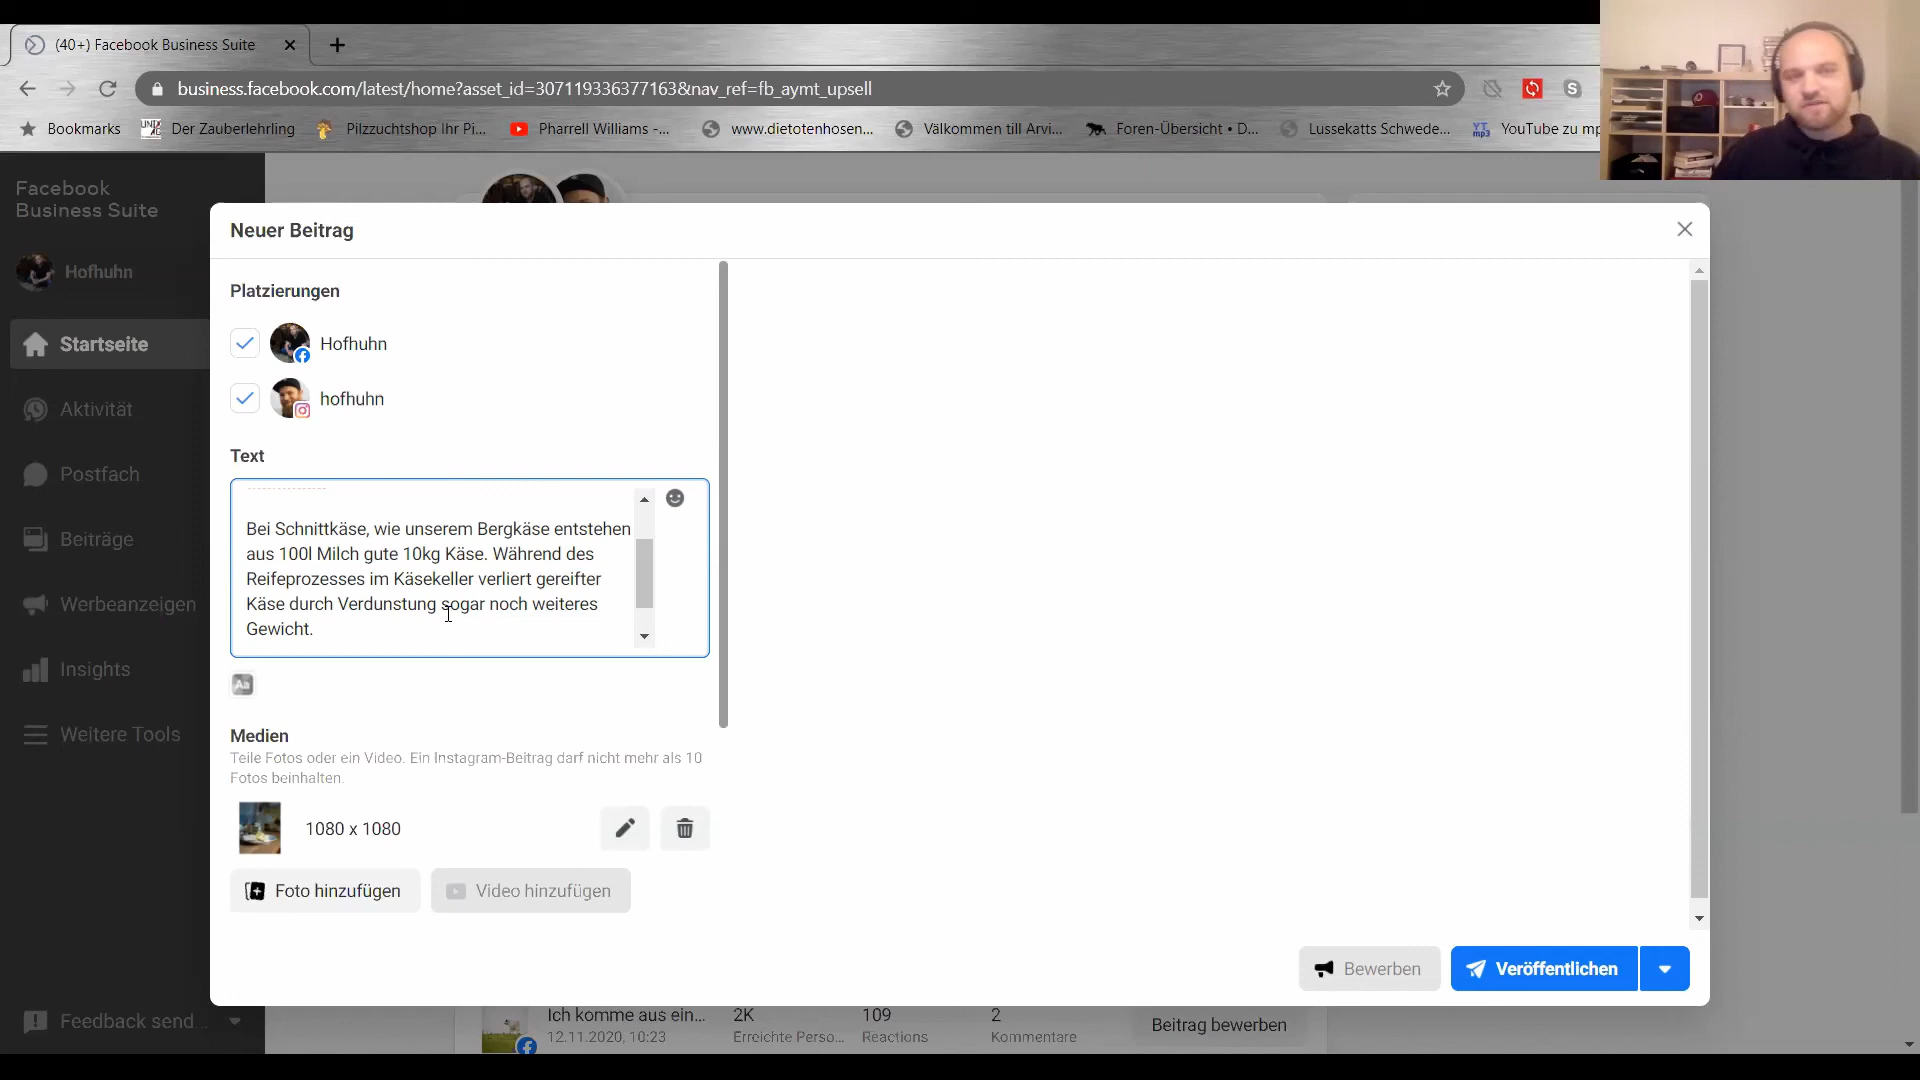 (40+) Facebook Business Suite
business.facebook.com/latest/home?asset_id=307119336377163&nav_ref=fb_aymt_upsell
Bookmarks
Der Zauberlehrling
Pilzzuchtshop Ihr Pi...
Pharrell Williams -...
www.dietotenhosen...
Välkommen till Arvi...
Foren-Übersicht • D...
Lussekatts Schwede...
YouTube zu mp
Facebook
Business Suite
Hofhuhn
Startseite
Aktivität
Postfach
Beiträge
Werbeanzeigen
Insights
Weitere Tools
Feedback send...
Neuer Beitrag
Platzierungen
Hofhuhn
hofhuhn
Text
Bei Schnittkäse, wie unserem Bergkäse entstehen
aus 100l Milch gute 10kg Käse. Während des
Reifeprozesses im Käsekeller verliert gereifter
Käse durch Verdunstung sogar noch weiteres
Gewicht.
Aa
Medien
Teile Fotos oder ein Video. Ein Instagram-Beitrag darf nicht mehr als 10
Fotos beinhalten.
1080 x 1080
Foto hinzufügen
Video hinzufügen
Bewerben
Veröffentlichen
Ich komme aus ein...
12.11.2020, 10:23
2K
Erreichte Perso...
109
Reactions
2
Kommentare
Beitrag bewerben